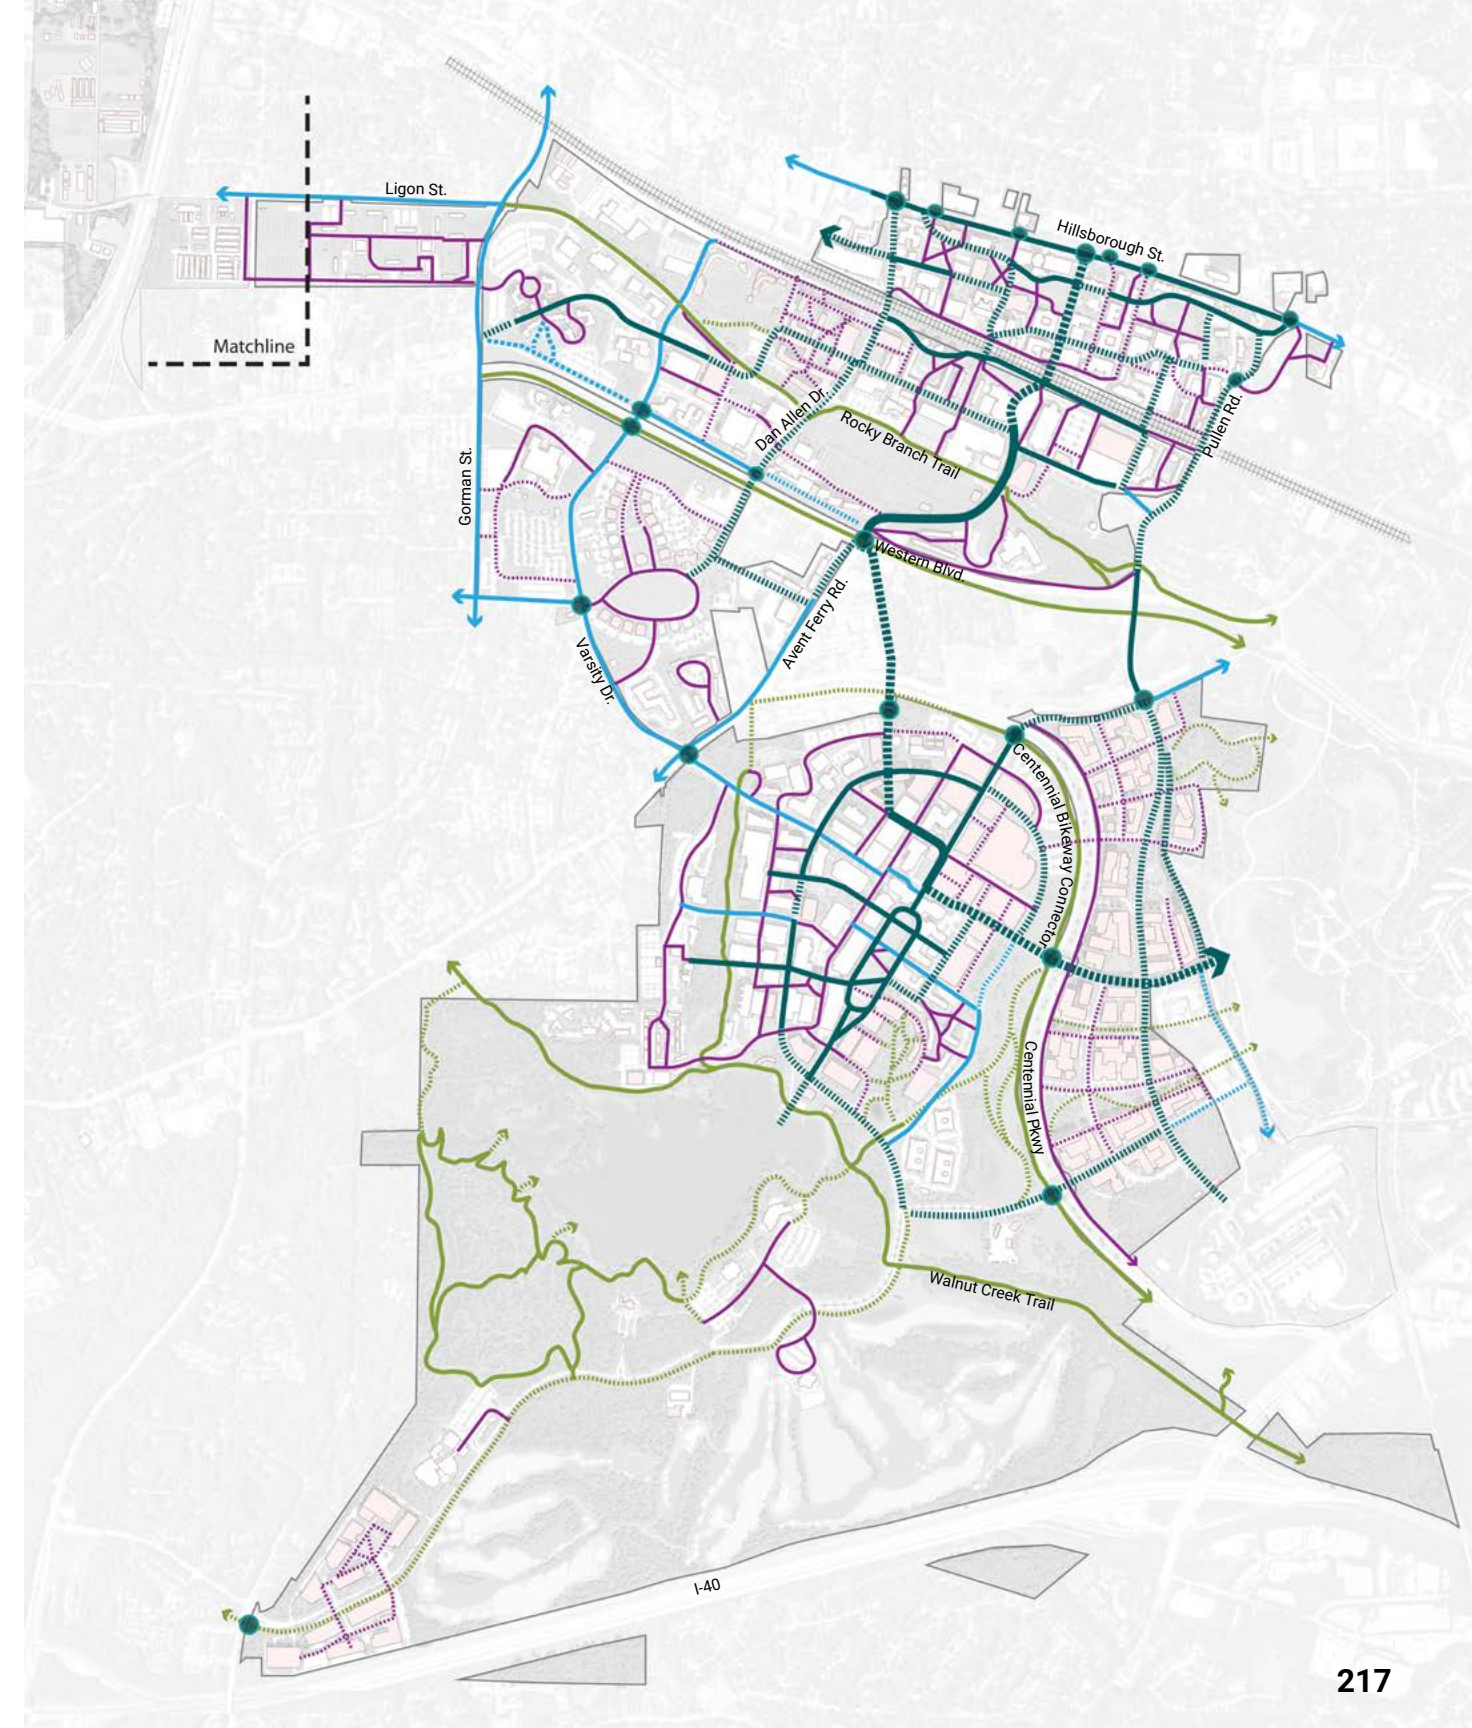 Ligon St.
Hillsborough St.
Matchline
Pullen Rd.
Dan Allen Dr.
Rocky Branch Trail
Gorman St.
Western Blvd.
Avent Ferry Rd.
Varsity Dr.
Centennial Bikeway Connector
Centennial Pkwy
Walnut Creek Trail
I-40
217